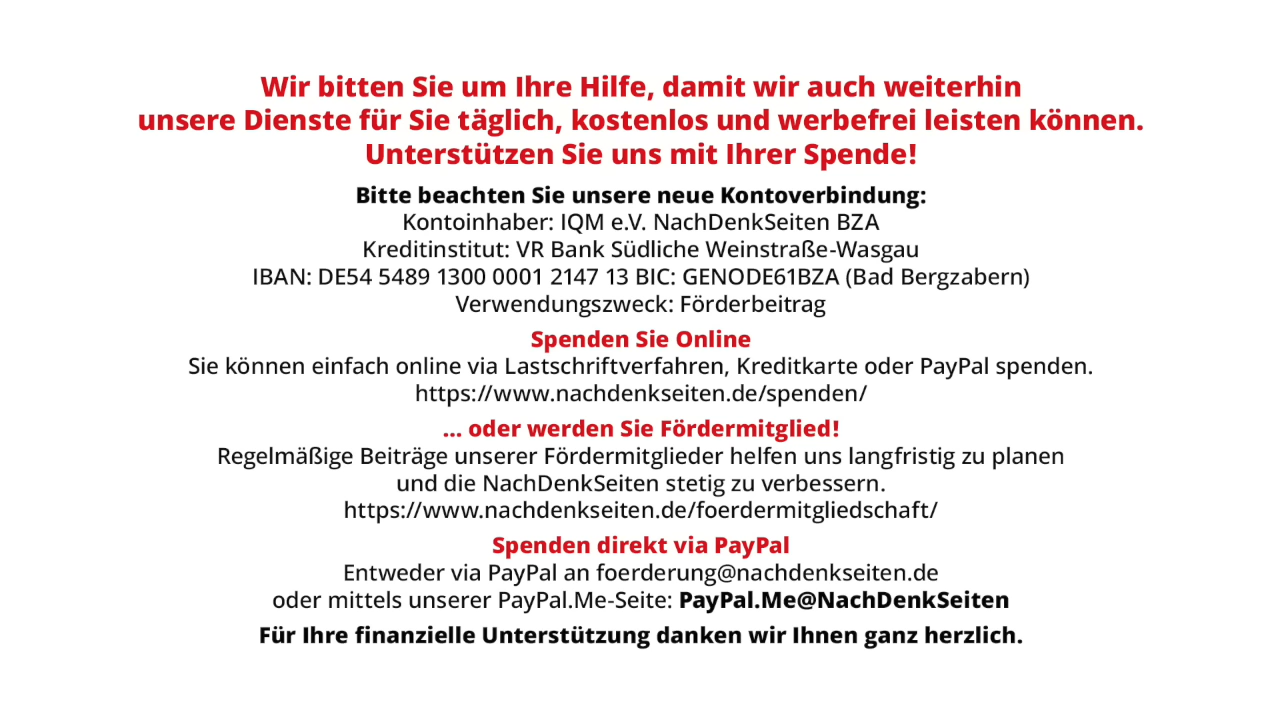 Wir bitten Sie um Ihre Hilfe, damit wir auch weiterhin
unsere Dienste für Sie täglich, kostenlos und werbefrei leisten können.
Unterstützen Sie uns mit Ihrer Spende!
Bitte beachten Sie unsere neue Kontoverbindung:
Kontoinhaber: IQM e.V. NachDenkSeiten BZA
Kreditinstitut: VR Bank Südliche Weinstraße-Wasgau
IBAN: DE54 5489 1300 0001 2147 13 BIC: GENODE61BZA (Bad Bergzabern)
Verwendungszweck: Förderbeitrag
Spenden Sie Online
Sie können einfach online via Lastschriftverfahren, Kreditkarte oder PayPal spenden.
https://www.nachdenkseiten.de/spenden/
... oder werden Sie Fördermitglied!
Regelmäßige Beiträge unserer Fördermitglieder helfen uns langfristig zu planen
und die NachDenkSeiten stetig zu verbessern.
https://www.nachdenkseiten.de/foerdermitgliedschaft/
Spenden direkt via PayPal
Entweder via PayPal an foerderung@nachdenkseiten.de
oder mittels unserer PayPal.Me-Seite: PayPal.Me@NachDenkSeiten
Für Ihre finanzielle Unterstützung danken wir Ihnen ganz herzlich.